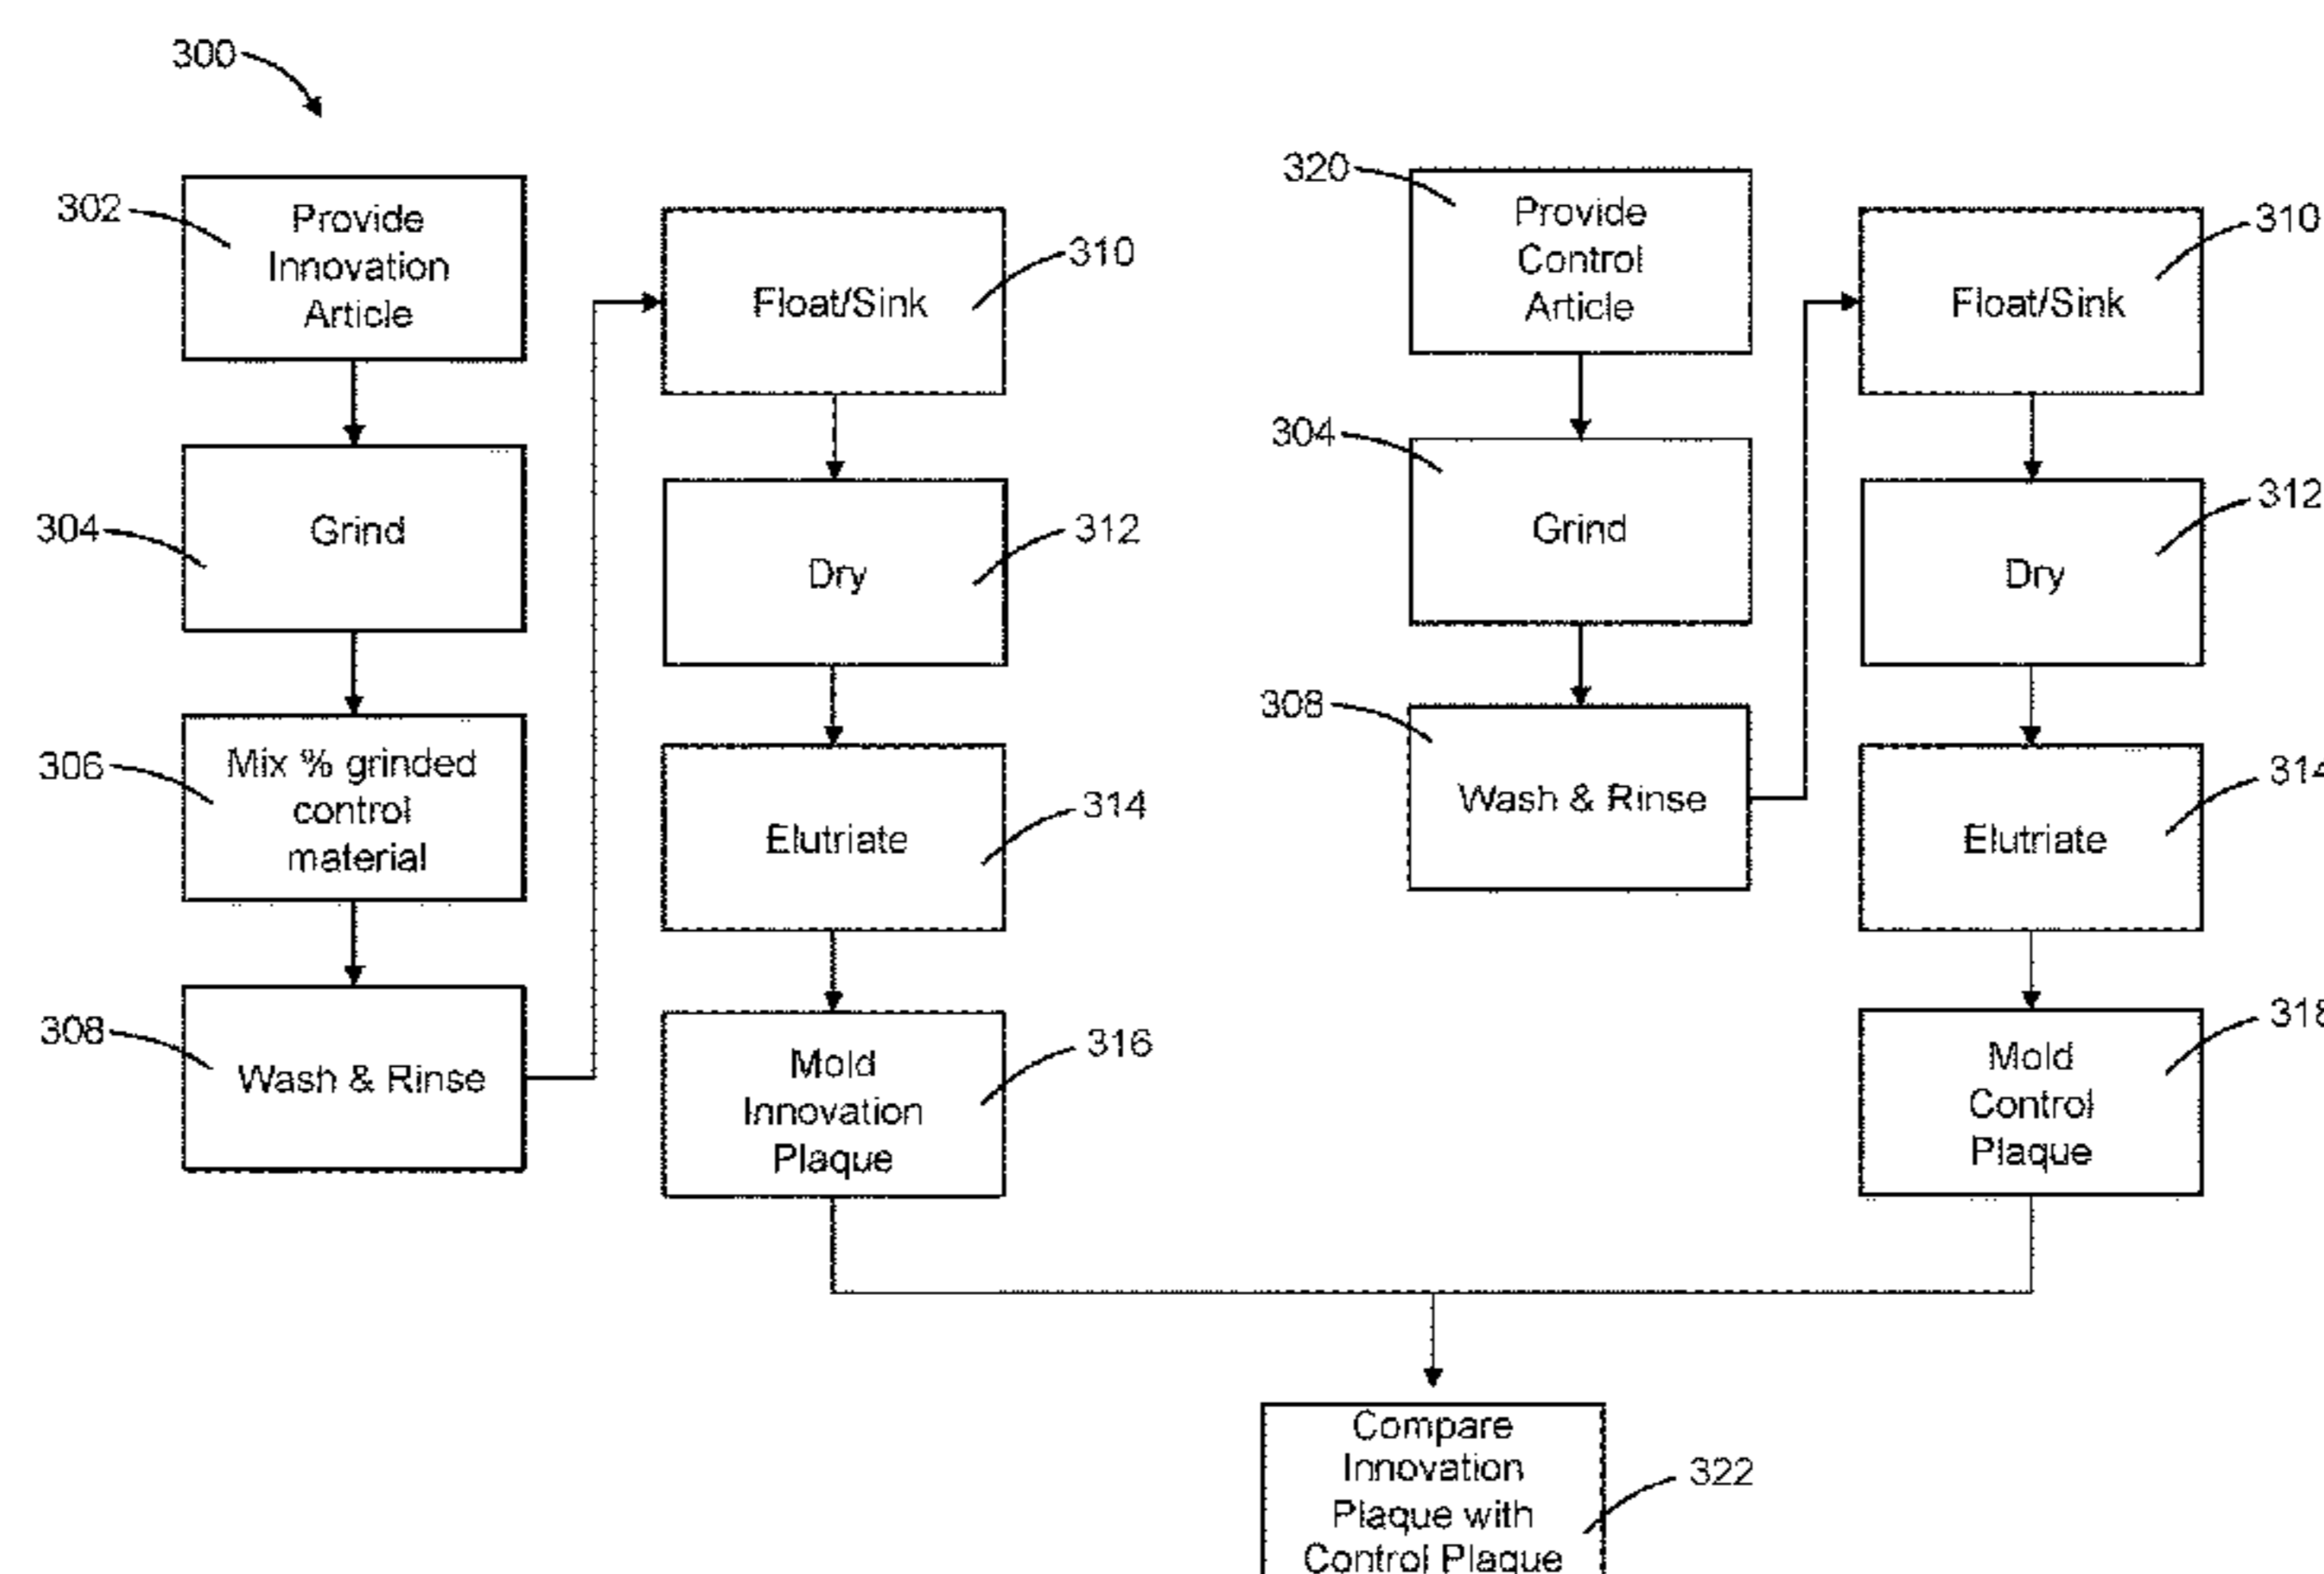 300
302
Provide
Innovation
Article
304
Grind
306
Mix % grinded
control
material
308
Wash & Rinse
310
Float/Sink
312
Dry
314
Elutriate
316
Mold
Innovation
Plaque
320
Provide
Control
Article
304
Grind
308
Wash & Rinse
310
Float/Sink
312
Dry
314
Elutriate
318
Mold
Control
Plaque
322
Compare
Innovation
Plaque with
Control Plaque